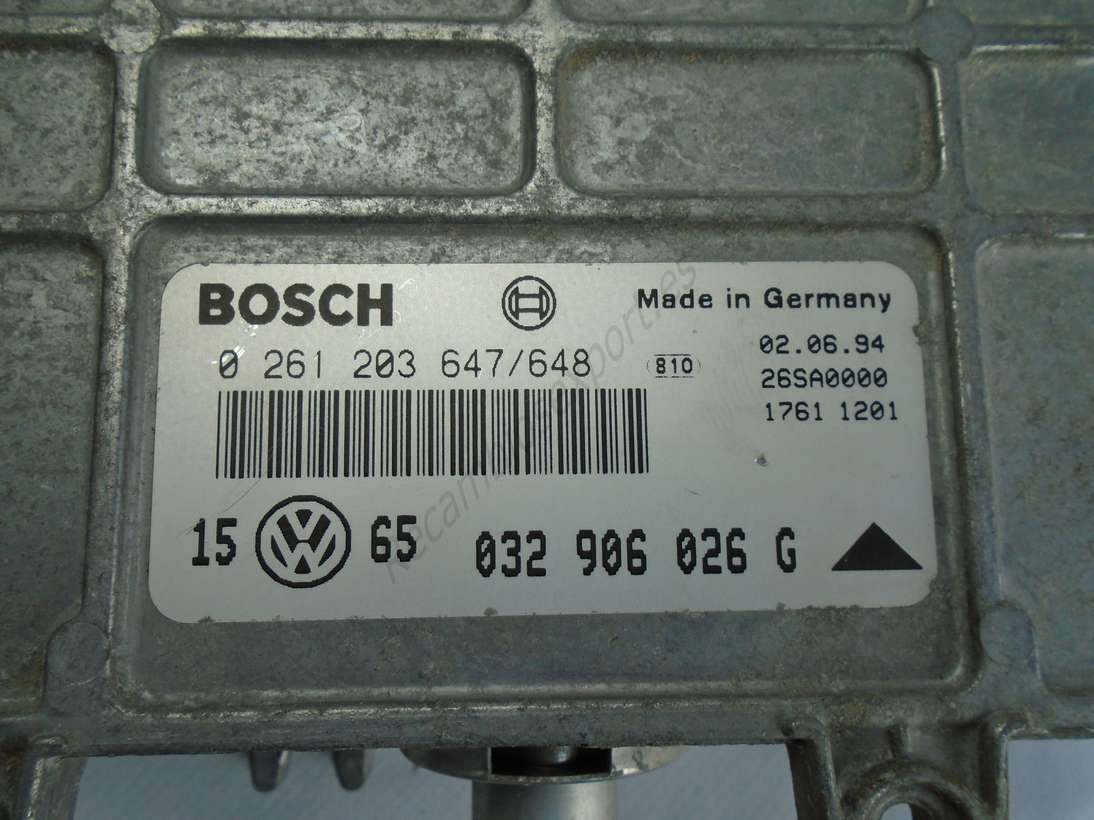 BOSCH
Made in Germany
0 261 203 647/648
810
02.06.94
26SA0000
1761 1201
15 VW 65 032 906 026 G